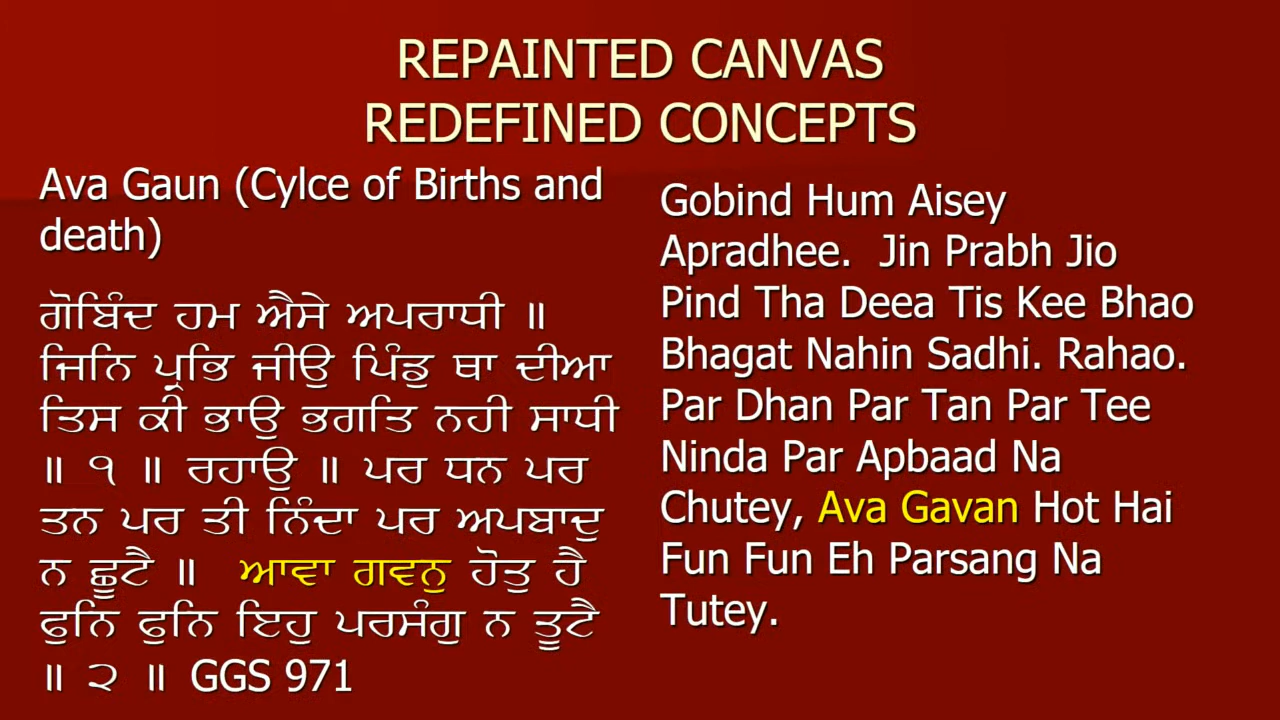 REPAINTED CANVAS
REDEFINED CONCEPTS
Ava Gaun (Cylce of Births and
death)
ਗੋਬਿੰਦ ਹਮ ਐਸੇ ਅਪਰਾਧੀ ॥
ਜਿਨਿ ਪ੍ਰਭਿ ਜੀਉ ਪਿੰਡੁ ਥਾ ਦੀਆ
ਤਿਸ ਕੀ ਭਾਉ ਭਗਤਿ ਨਹੀ ਸਾਧੀ
॥ ੧ ॥ ਰਹਾਉ ॥ ਪਰ ਧਨ ਪਰ
ਤਨ ਪਰ ਤੀ ਨਿੰਦਾ ਪਰ ਅਪਬਾਦੁ
ਨ ਛੂਟੈ ॥ ਆਵਾ ਗਵਨੁ ਹੋਤੁ ਹੈ
ਫੁਨਿ ਫੁਨਿ ਇਹੁ ਪਰਸੰਗੁ ਨ ਤੂਟੈ
॥ ੨ ॥ GGS 971
Gobind Hum Aisey
Apradhee. Jin Prabh Jio
Pind Tha Deea Tis Kee Bhao
Bhagat Nahin Sadhi. Rahao.
Par Dhan Par Tan Par Tee
Ninda Par Apbaad Na
Chutey, Ava Gavan Hot Hai
Fun Fun Eh Parsang Na
Tutey.